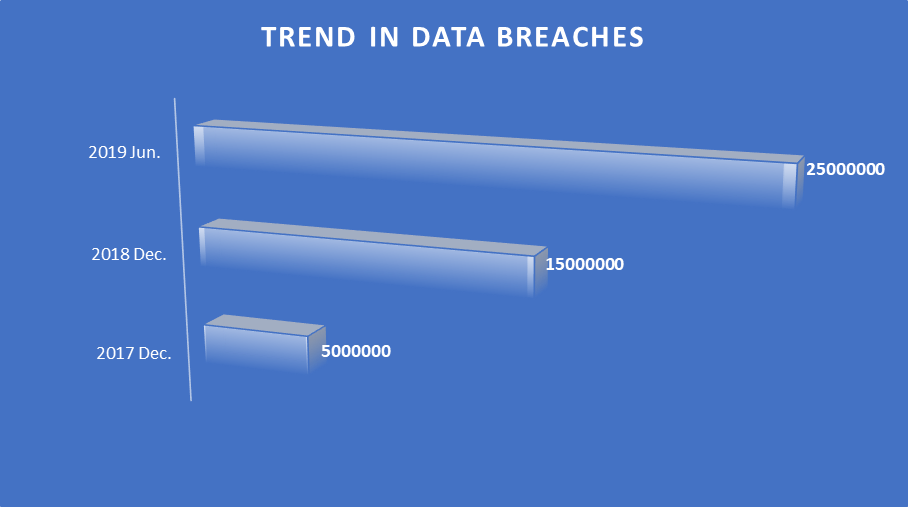 TREND IN DATA BREACHES
2019 Jun.
25000000
2018 Dec.
15000000
2017 Dec.
5000000